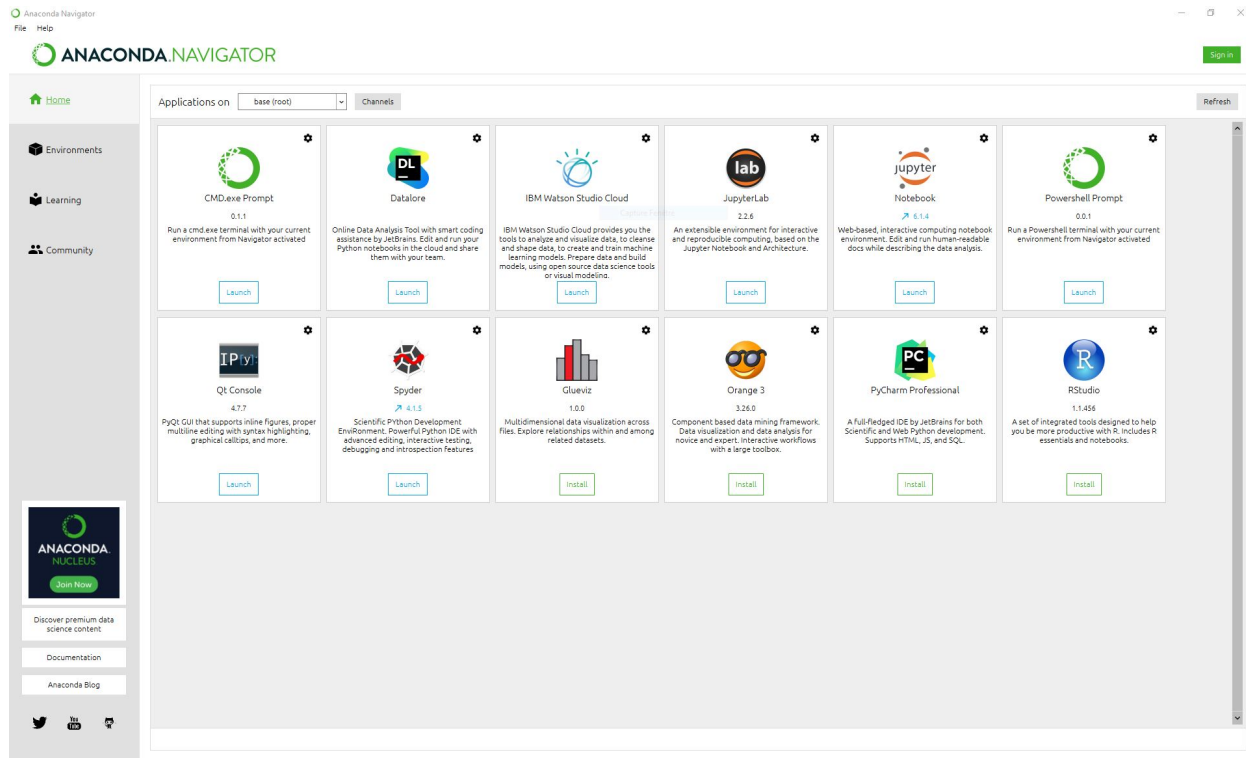 Anaconda Navigator
File Help
ANACONDA.NAVIGATOR
Sign in
Home
Environments
Learning
Community
Applications on base (root) Channels
Refresh
CMD.exe Prompt
0.1.1
Run a cmd.exe terminal with your current
environment from Navigator activated
Launch
DL
Datalore
Online Data Analysis Tool with smart coding
assistance by JetBrains. Edit and run your
Python notebooks in the cloud and share
them with your team.
Launch
IBM Watson Studio Cloud
IBM Watson Studio Cloud provides you the
tools to analyze and visualize data, to cleanse
and shape data, to create and train machine
learning models. Prepare data and build
models, using open source data science tools
or visual modeling.
Launch
lab
JupyterLab
2.2.6
An extensible environment for interactive
and reproducible computing, based on the
Jupyter Notebook and Architecture.
Launch
jupyter
Notebook
6.1.4
Web-based, interactive computing notebook
environment. Edit and run human-readable
docs while describing the data analysis.
Launch
Powershell Prompt
0.0.1
Run a Powershell terminal with your current
environment from Navigator activated
Launch
IP[y]:
Qt Console
4.7.7
PyQt GUI that supports inline figures, proper
multiline editing with syntax highlighting,
graphical calltips, and more.
Launch
Spyder
4.1.5
Scientific PYthon Development
EnviRonment. Powerful Python IDE with
advanced editing, interactive testing,
debugging and introspection features
Launch
Glueviz
1.0.0
Multidimensional data visualization across
files. Explore relationships within and among
related datasets.
Install
Orange 3
3.26.0
Component based data mining framework.
Data visualization and data analysis for
novice and expert. Interactive workflows
with a large toolbox.
Install
PC
PyCharm Professional
A full-fledged IDE by JetBrains for both
Scientific and Web Python development.
Supports HTML, JS, and SQL.
Install
R
RStudio
1.1.456
A set of integrated tools designed to help
you be more productive with R. Includes R
essentials and notebooks.
Install
ANACONDA.
NUCLEUS
Join Now
Discover premium data
science content
Documentation
Anaconda Blog
You
Tube